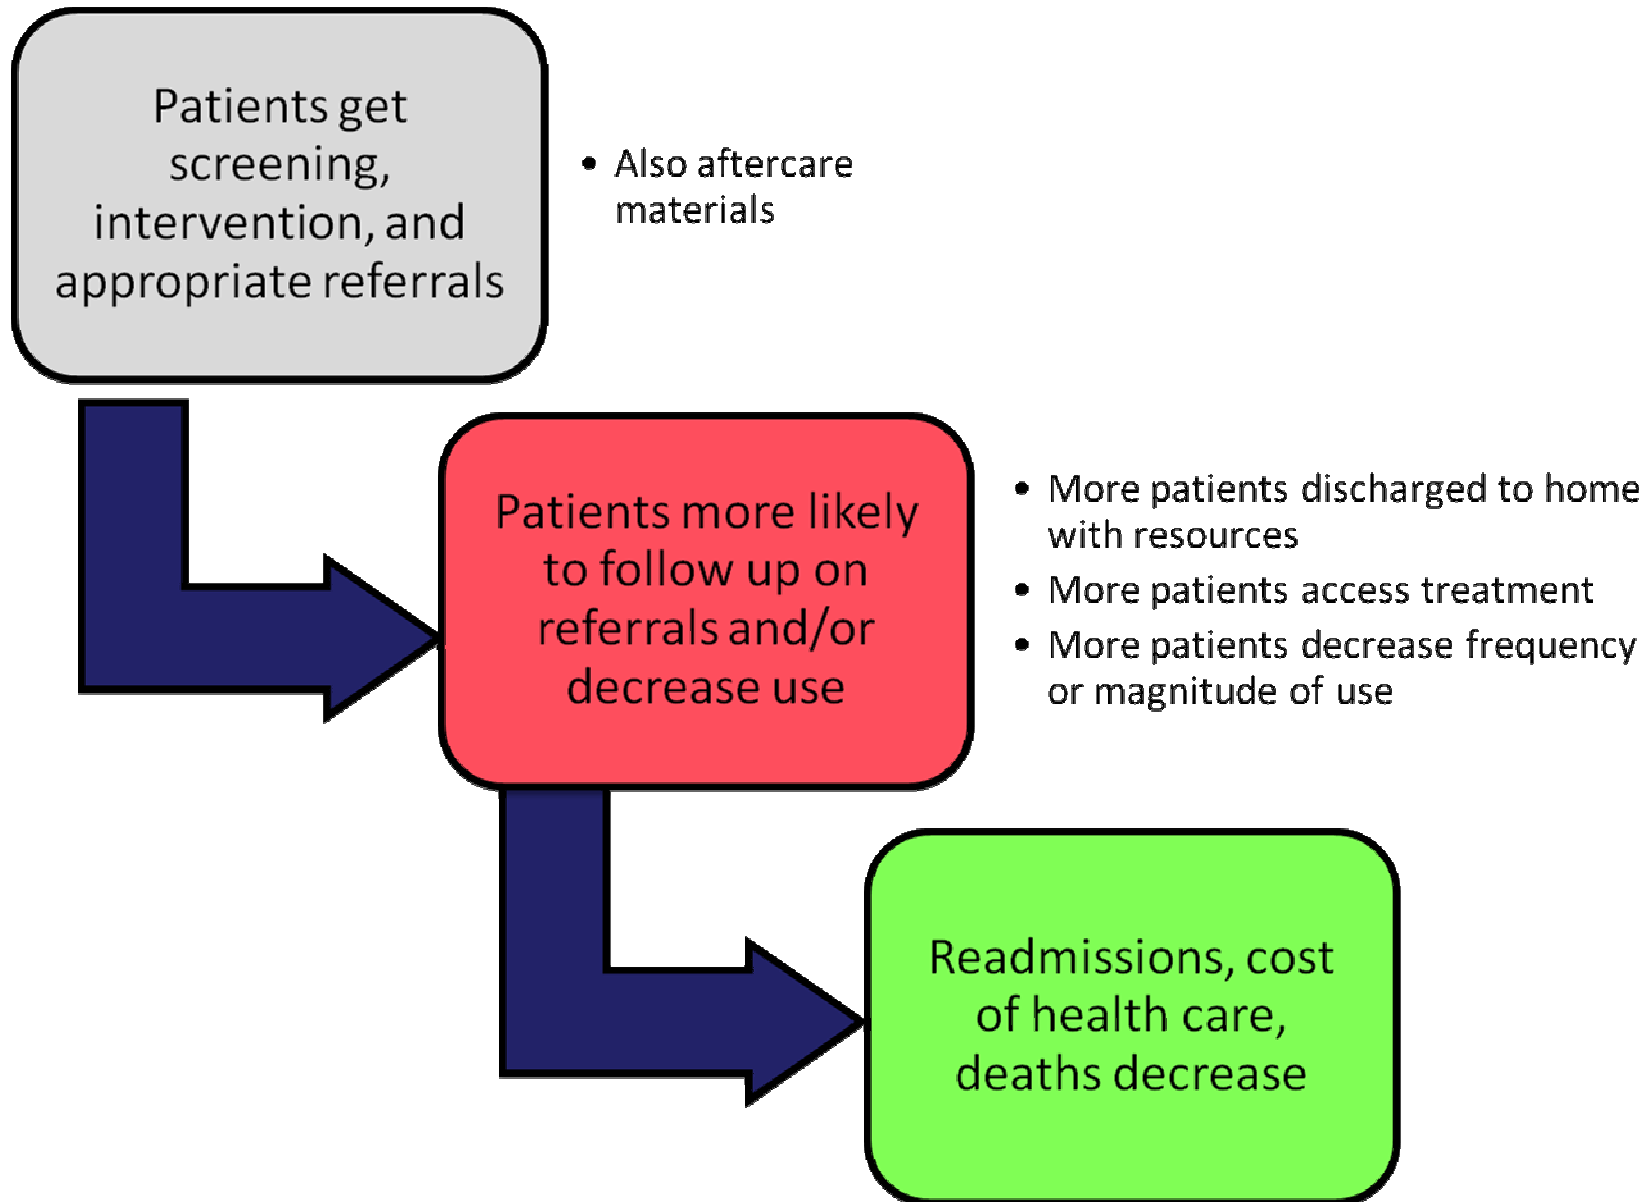 Patients get
screening,
intervention, and
appropriate referrals
• Also aftercare
materials
Patients more likely
to follow up on
referrals and/or
decrease use
• More patients discharged to home
with resources
• More patients access treatment
• More patients decrease frequency
or magnitude of use
Readmissions, cost
of health care,
deaths decrease